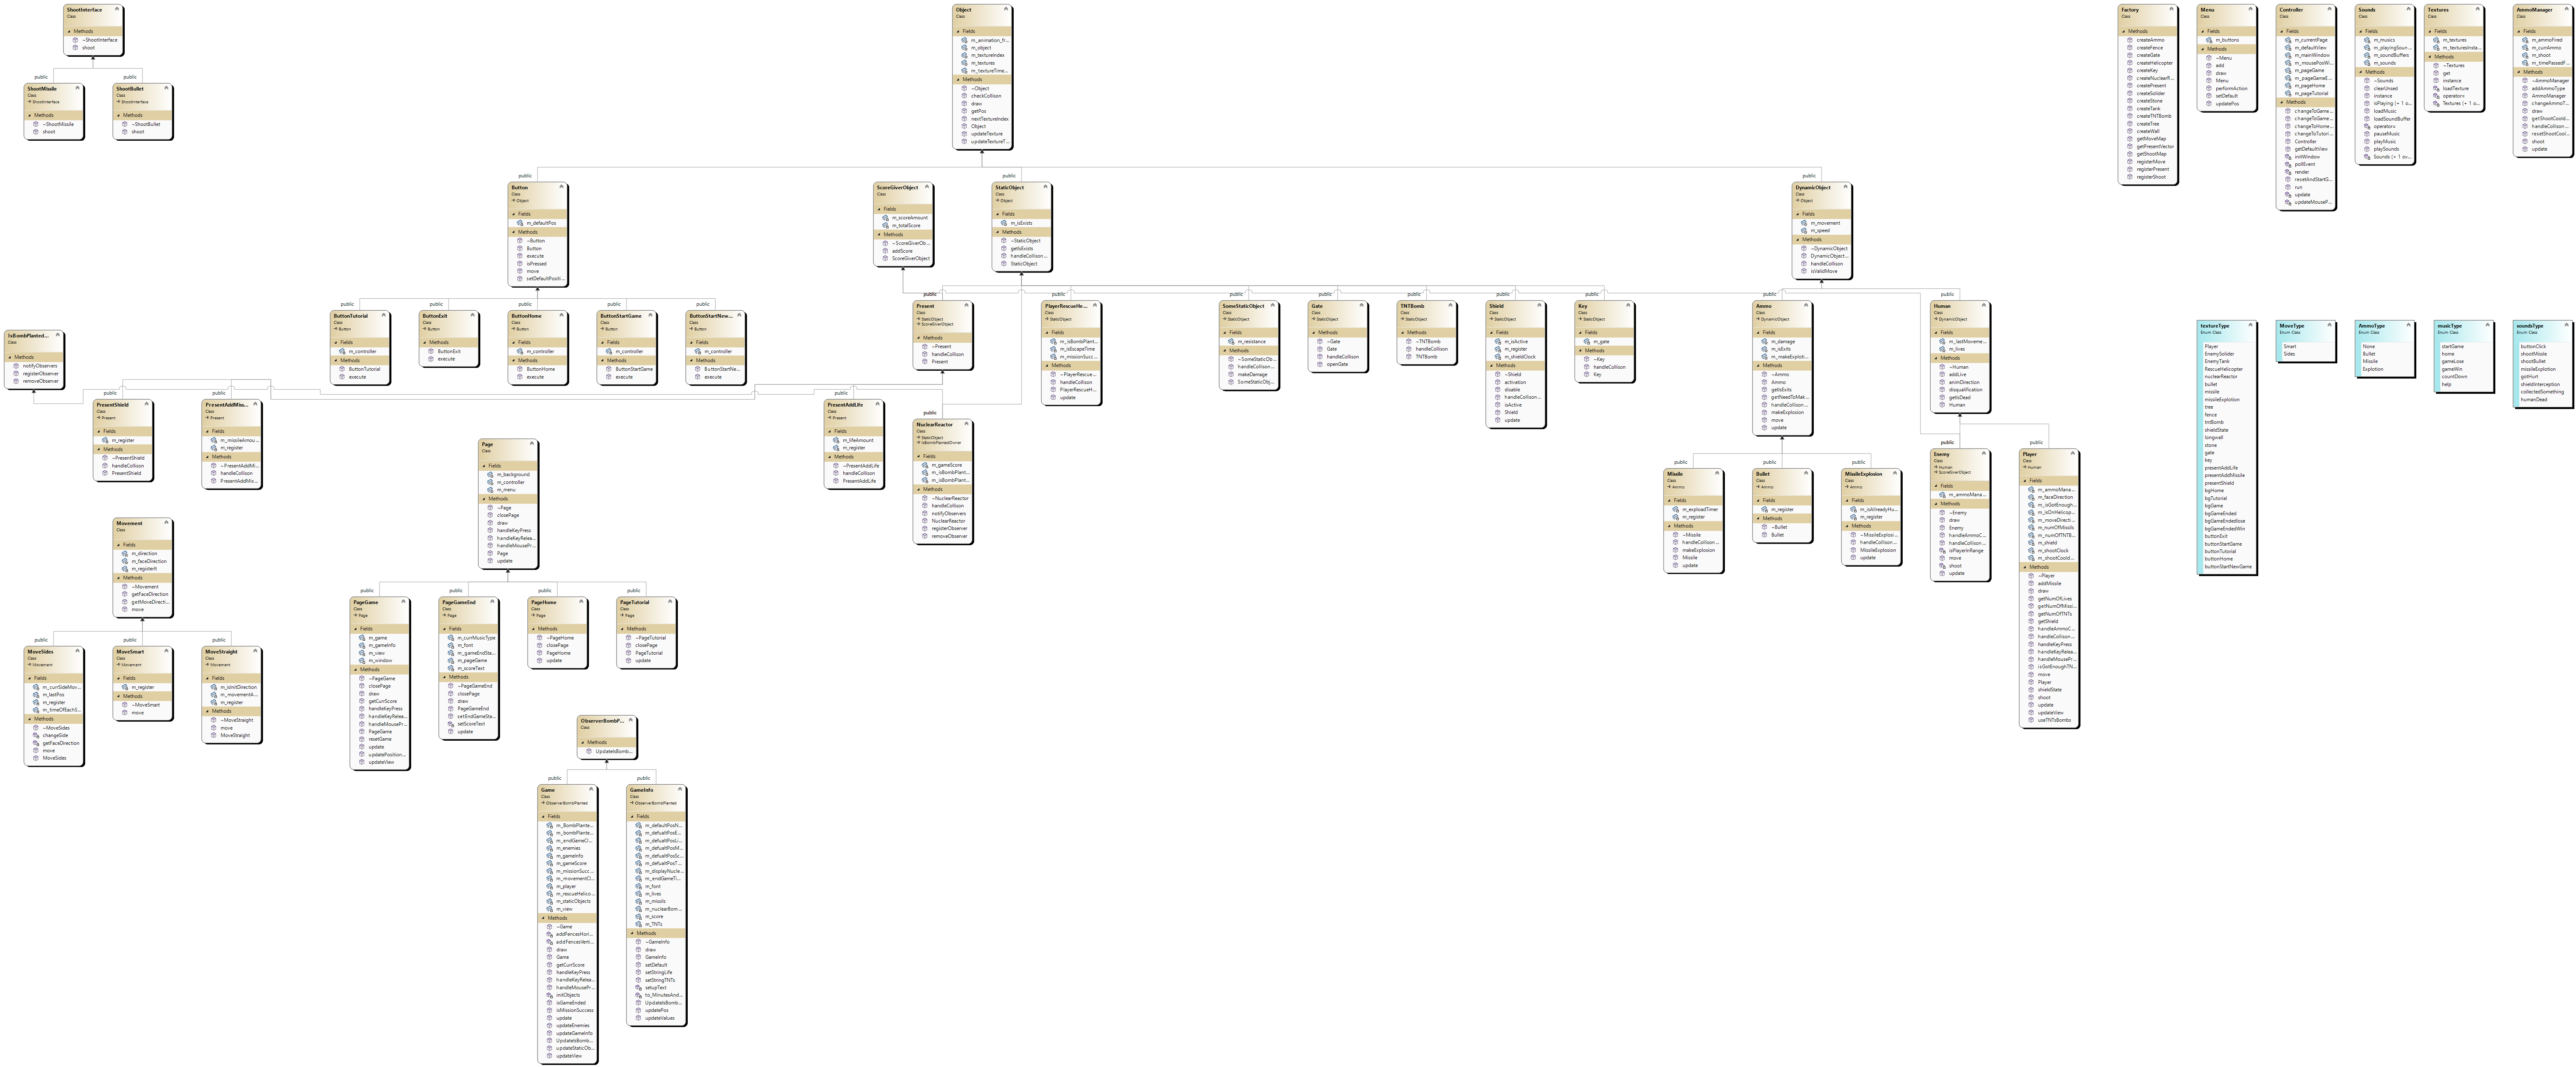 ShootInterface
Class
Methods
~ShootInterface
shoot
public
public
ShootMissile
Class
ShootInterface
Methods
~ShootMissile
shoot
ShootBullet
Class
ShootInterface
Methods
~ShootBullet
shoot
Object
Class
Fields
m_animation_fr...
m_object
m_textureIndex
m_textures
m_textureTime...
Methods
~Object
checkCollison
draw
getPos
nextTextureIndex
Object
updateTexture
updateTextureT...
public
public
public
Button
Class
Object
Fields
m_defaultPos
Methods
~Button
Button
execute
isPressed
move
setDefaultPositi...
ScoreGiverObject
Class
Fields
m_scoreAmount
m_totalScore
Methods
~ScoreGiverOb...
addScore
ScoreGiverObject
StaticObject
Class
Object
Fields
m_isExists
Methods
~StaticObject
getIsExists
handleCollison...
StaticObject
DynamicObject
Class
Object
Fields
m_movement
m_speed
Methods
~DynamicObject
DynamicObject...
handleCollison
isValidMove
Factory
Class
Methods
createAmmo
createFence
createGate
createHelicopter
createKey
createNuclearR...
createPresent
createSolider
createStone
createTank
createTNTBomb
createTree
createWall
getMoveMap
getPresentVector
getShootMap
registerMove
registerPresent
registerShoot
Menu
Class
Fields
m_buttons
Methods
~Menu
add
draw
Menu
performAction
setDefault
updatePos
Controller
Class
Fields
m_currentPage
m_defaultView
m_mainWindow
m_mousePosWi...
m_pageGame
m_pageGameE...
m_pageHome
m_pageTutorial
Methods
changeToGame...
changeToGame...
changeToHome...
changeToTutori...
Controller
getDefaultView
initWindow
pollEvent
render
resetAndStartG...
run
update
updateMouseP...
Sounds
Class
Fields
m_musics
m_playingSoun...
m_soundBuffers
m_sounds
Methods
~Sounds
clearUnised
instance
isPlaying (+ 1 o...
loadMusic
loadSoundBuffer
operator=
pauseMusic
playMusic
playSounds
Sounds (+ 1 ov...
Textures
Class
Fields
m_textures
m_texturesInsta...
Methods
~Textures
get
instance
loadTexture
operator=
Textures (+ 1 o...
AmmoManager
Class
Fields
m_ammoFired
m_currAmmo
m_shoot
m_timePassedF...
Methods
~AmmoManager
addAmmoType
AmmoManager
changeAmmoT...
draw
getShootCoold...
handleCollison...
resetShootCool...
shoot
update
public
public
public
public
public
ButtonTutorial
Class
Button
Fields
m_controller
Methods
ButtonTutorial
execute
ButtonExit
Class
Button
Methods
ButtonExit
execute
ButtonHome
Class
Button
Fields
m_controller
Methods
ButtonHome
execute
ButtonStartGame
Class
Button
Fields
m_controller
Methods
ButtonStartGame
execute
ButtonStartNew...
Class
Button
Fields
m_controller
Methods
ButtonStartNe...
execute
public
public
public
public
public
public
public
public
public
Present
Class
StaticObject
ScoreGiverObject
Methods
~Present
handleCollison
Present
PlayerRescueHe...
Class
StaticObject
Fields
m_isBombPlant...
m_isEscapeTime
m_missionSucc...
Methods
~PlayerRescue...
handleCollison
PlayerRescueH...
update
SomeStaticObject
Class
StaticObject
Fields
m_resistance
Methods
~SomeStaticOb...
handleCollison...
makeDamage
SomeStaticObj...
Gate
Class
StaticObject
Methods
~Gate
Gate
handleCollison
openGate
TNTBomb
Class
StaticObject
Methods
~TNTBomb
handleCollison
TNTBomb
Shield
Class
StaticObject
Fields
m_isActive
m_register
m_shieldClock
Methods
~Shield
activation
disable
handleCollison...
isActive
Shield
update
Key
Class
StaticObject
Fields
m_gate
Methods
~Key
handleCollison
Key
Ammo
Class
DynamicObject
Fields
m_damage
m_isExits
m_makeExploti...
Methods
~Ammo
Ammo
getIsExits
getNeedToMak...
handleCollison...
makeExplosion
move
update
Human
Class
DynamicObject
Fields
m_lastMoveme...
m_lives
Methods
~Human
addLive
animDirection
disqualification
getIsDead
Human
textureType
Enum Class
Player
EnemySolider
EnemyTank
RescueHelicopter
nuclearReactor
bullet
missile
missileExplotion
tree
fence
tntBomb
shieldState
longwall
stone
gate
key
presentAddLife
presentAddMissile
presentShield
bgHome
bgTutorial
bgGame
bgGameEnded
bgGameEndedlose
bgGameEndedWin
buttonExit
buttonStartGame
buttonTutorial
buttonHome
buttonStartNewGame
MoveType
Enum Class
Smart
Sides
AmmoType
Enum Class
None
Bullet
Missile
Explotion
musicType
Enum Class
startGame
home
gameWin
gameLose
countDown
help
soundsType
Enum Class
buttonClick
shootMissile
shootBullet
missileExplotion
gotHurt
shieldInterception
collectedSomething
humanDead
IsBombPlanted...
Class
Methods
notifyObservers
registerObserver
removeObserver
public
public
public
public
PresentShield
Class
Present
Fields
m_register
Methods
~PresentShield
handleCollison
PresentShield
PresentAddMiss...
Class
Present
Fields
m_missileAmou...
m_register
Methods
~PresentAddMi...
handleCollison
PresentAddMis...
PresentAddLife
Class
Present
Fields
m_lifeAmount
m_register
Methods
~PresentAddLife
handleCollison
PresentAddLife
NuclearReactor
Class
StaticObject
IsBombPlantedOwner
Fields
m_gameScore
m_isBombPlant...
m_isBombPlant...
Methods
~NuclearReactor
handleCollison
notifyObservers
NuclearReactor
registerObserver
removeObserver
public
public
public
Missile
Class
Ammo
Fields
m_exploadTimer
m_register
Methods
~Missile
handleCollison...
makeExplosion
Missile
update
Bullet
Class
Ammo
Fields
m_register
Methods
~Bullet
Bullet
MissileExplosion
Class
Ammo
Fields
m_isAllreadyHu...
m_register
Methods
~MissileExplosi...
handleCollison...
MissileExplosion
update
public
public
Enemy
Class
Human
ScoreGiverObject
Fields
m_ammoMana...
Methods
~Enemy
draw
Enemy
handleAmmoC...
handleCollison...
isPlayerInRange
move
shoot
update
Player
Class
Human
Fields
m_ammoMana...
m_faceDirection
m_isGotEnough...
m_isOnHelicop...
m_moveDirecti...
m_numOfMissils
m_numOfTNTB...
m_shield
m_shootClock
m_shootCoold...
Methods
~Player
addMissile
draw
getNumOfLives
getNumOfMissi...
getNumOfTNTs
getShield
handleAmmoC...
handleCollison...
handleKeyPress
handleKeyRelea...
handleMousePr...
isGotEnoughTN...
move
Player
shieldState
shoot
update
updateView
useTNTsBombs
Page
Class
Fields
m_background
m_controller
m_menu
Methods
~Page
closePage
draw
handleKeyPress
handleKeyRelea...
handleMousePr...
Page
update
public
public
public
public
PageGame
Class
Page
Fields
m_game
m_gameInfo
m_view
m_window
Methods
~PageGame
closePage
draw
getCurrScore
handleKeyPress
handleKeyRelea...
handleMousePr...
PageGame
resetGame
update
updatePosition...
updateView
PageGameEnd
Class
Page
Fields
m_currMusicType
m_font
m_gameEndSta...
m_pageGame
m_scoreText
Methods
~PageGameEnd
closePage
draw
PageGameEnd
setEndGameSta...
setScoreText
update
PageHome
Class
Page
Methods
~PageHome
closePage
PageHome
update
PageTutorial
Class
Page
Methods
~PageTutorial
closePage
PageTutorial
update
Movement
Class
Fields
m_direction
m_faceDirection
m_registerIt
Methods
~Movement
getFaceDirection
getMoveDirecti...
move
public
public
public
MoveSides
Class
Movement
Fields
m_currSideMov...
m_lastPos
m_register
m_timeOfEachS...
Methods
~MoveSides
changeSide
getFaceDirection
move
MoveSides
MoveSmart
Class
Movement
Fields
m_register
Methods
~MoveSmart
move
MoveStraight
Class
Movement
Fields
m_isInitDirection
m_movementA...
m_register
Methods
~MoveStraight
move
MoveStraight
ObserverBombP...
Class
Methods
UpdateIsBomb...
public
public
Game
Class
ObserverBombPlanted
Fields
m_BombPlante...
m_bombPlante...
m_endGameCl...
m_enemies
m_gameInfo
m_gameScore
m_missionSucc...
m_movementCl...
m_player
m_rescueHelico...
m_staticObjects
m_view
Methods
~Game
addFencesHori...
addFencesVerti...
draw
Game
getCurrScore
handleKeyPress
handleKeyRelea...
handleMousePr...
initObjects
isGameEnded
isMissionSuccess
update
updateEnemies
updateGameInfo
UpdateIsBomb...
updateStaticOb...
updateView
GameInfo
Class
ObserverBombPlanted
Fields
m_defaultPosN...
m_defualtPosE...
m_defualtPosLi...
m_defualtPosM...
m_defualtPosSc...
m_defualtPosT...
m_displayNucle...
m_endGameTi...
m_font
m_lives
m_missils
m_nuclearBom...
m_score
m_TNTs
Methods
~GameInfo
draw
GameInfo
setDefault
setStringLife
setStringTNTs
setupText
to_MinutesAnd...
UpdateIsBomb...
updatePos
updateValues